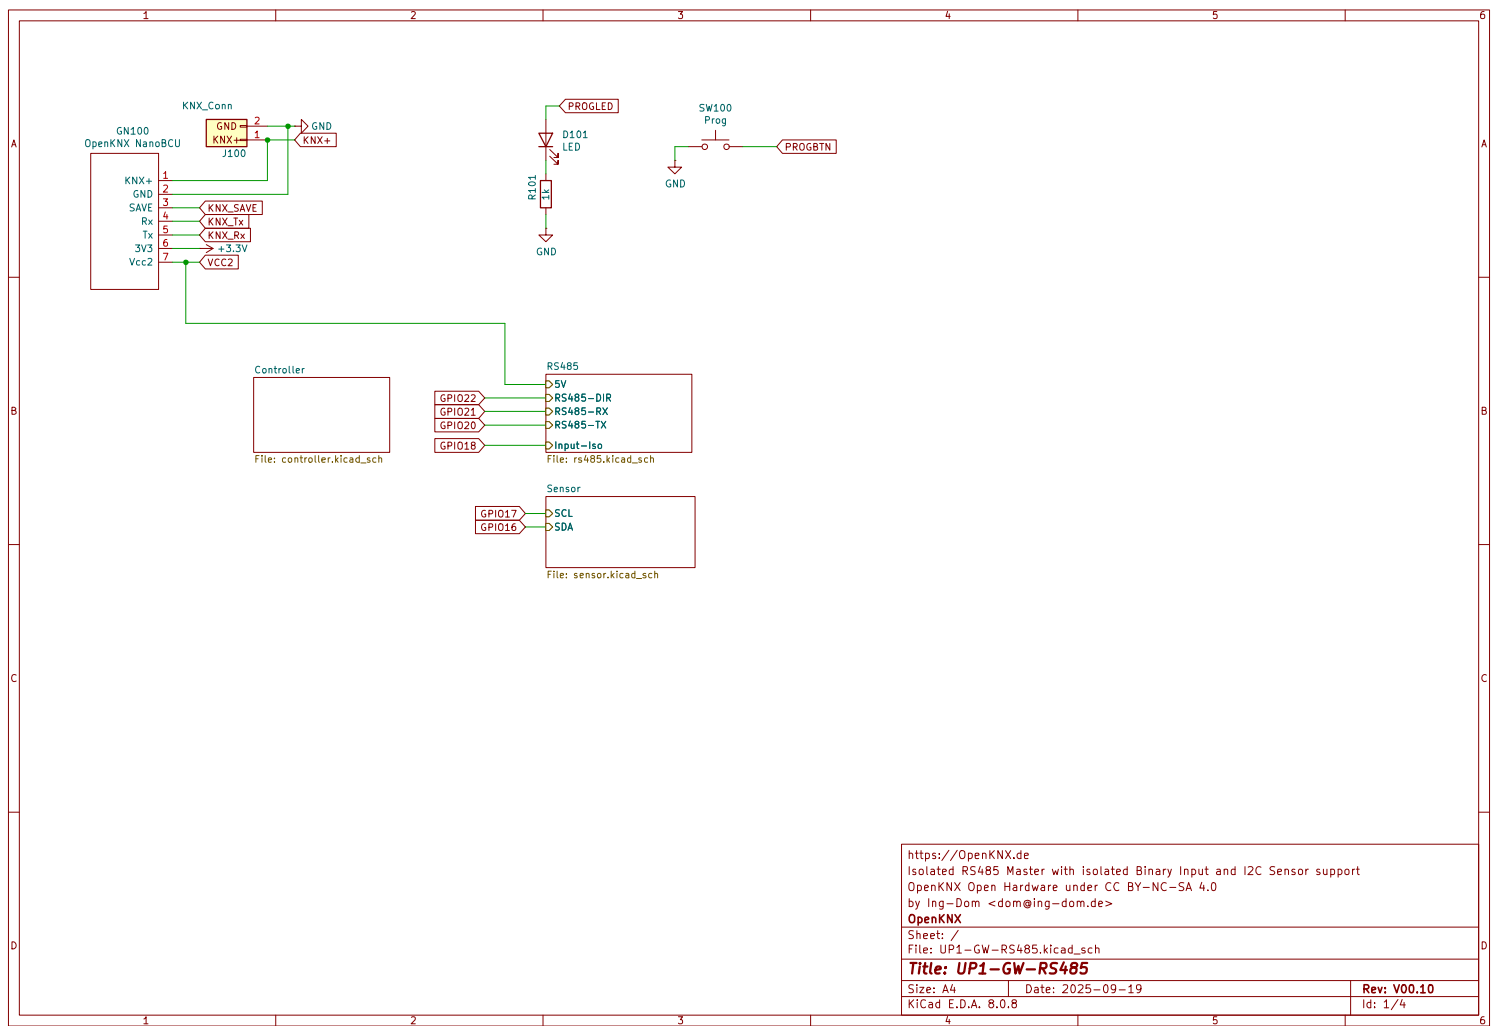 1 2 3 4 5 6
A A
B B
C C
D D
KNX_Conn
GND 2
KNX+ 1
J100
GND
KNX+
GN100
OpenKNX NanoBCU
KNX+ 1
GND 2
SAVE 3 KNX_SAVE
Rx 4 KNX_Tx
Tx 5 KNX_Rx
3V3 6 +3.3V
Vcc2 7 VCC2
PROGLED
D101
LED
R101
1k
GND
SW100
Prog
PROGBTN
GND
Controller
File: controller.kicad_sch
RS485
5V
GPIO22 RS485-DIR
GPIO21 RS485-RX
GPIO20 RS485-TX
GPIO18 Input-Iso
File: rs485.kicad_sch
Sensor
GPIO17 SCL
GPIO16 SDA
File: sensor.kicad_sch
https://OpenKNX.de
Isolated RS485 Master with isolated Binary Input and I2C Sensor support
OpenKNX Open Hardware under CC BY-NC-SA 4.0
by Ing-Dom <dom@ing-dom.de>
OpenKNX
Sheet: /
File: UP1-GW-RS485.kicad_sch
Title: UP1-GW-RS485
Size: A4 Date: 2025-09-19 Rev: V00.10
KiCad E.D.A. 8.0.8 Id: 1/4
1 2 3 4 5 6